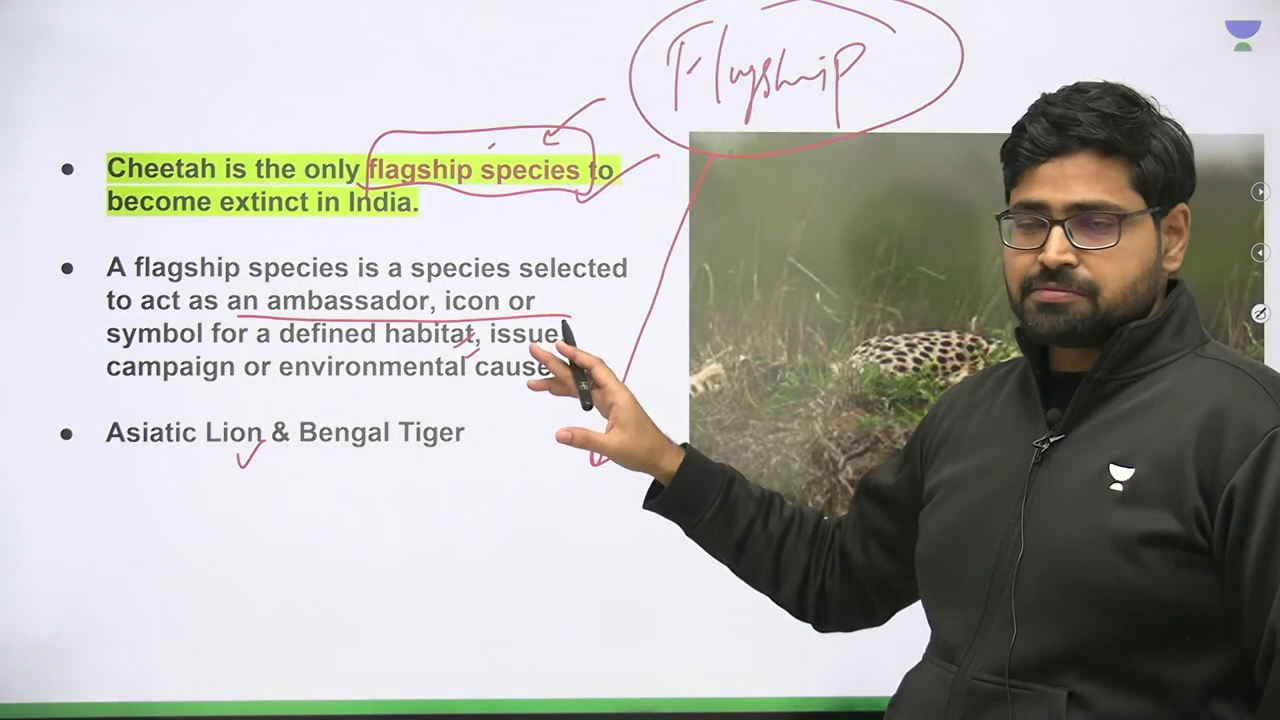 Flagship
Cheetah is the only flagship species to
become extinct in India.
A flagship species is a species selected
to act as an ambassador, icon or
symbol for a defined habitat, issue,
campaign or environmental cause
Asiatic Lion & Bengal Tiger